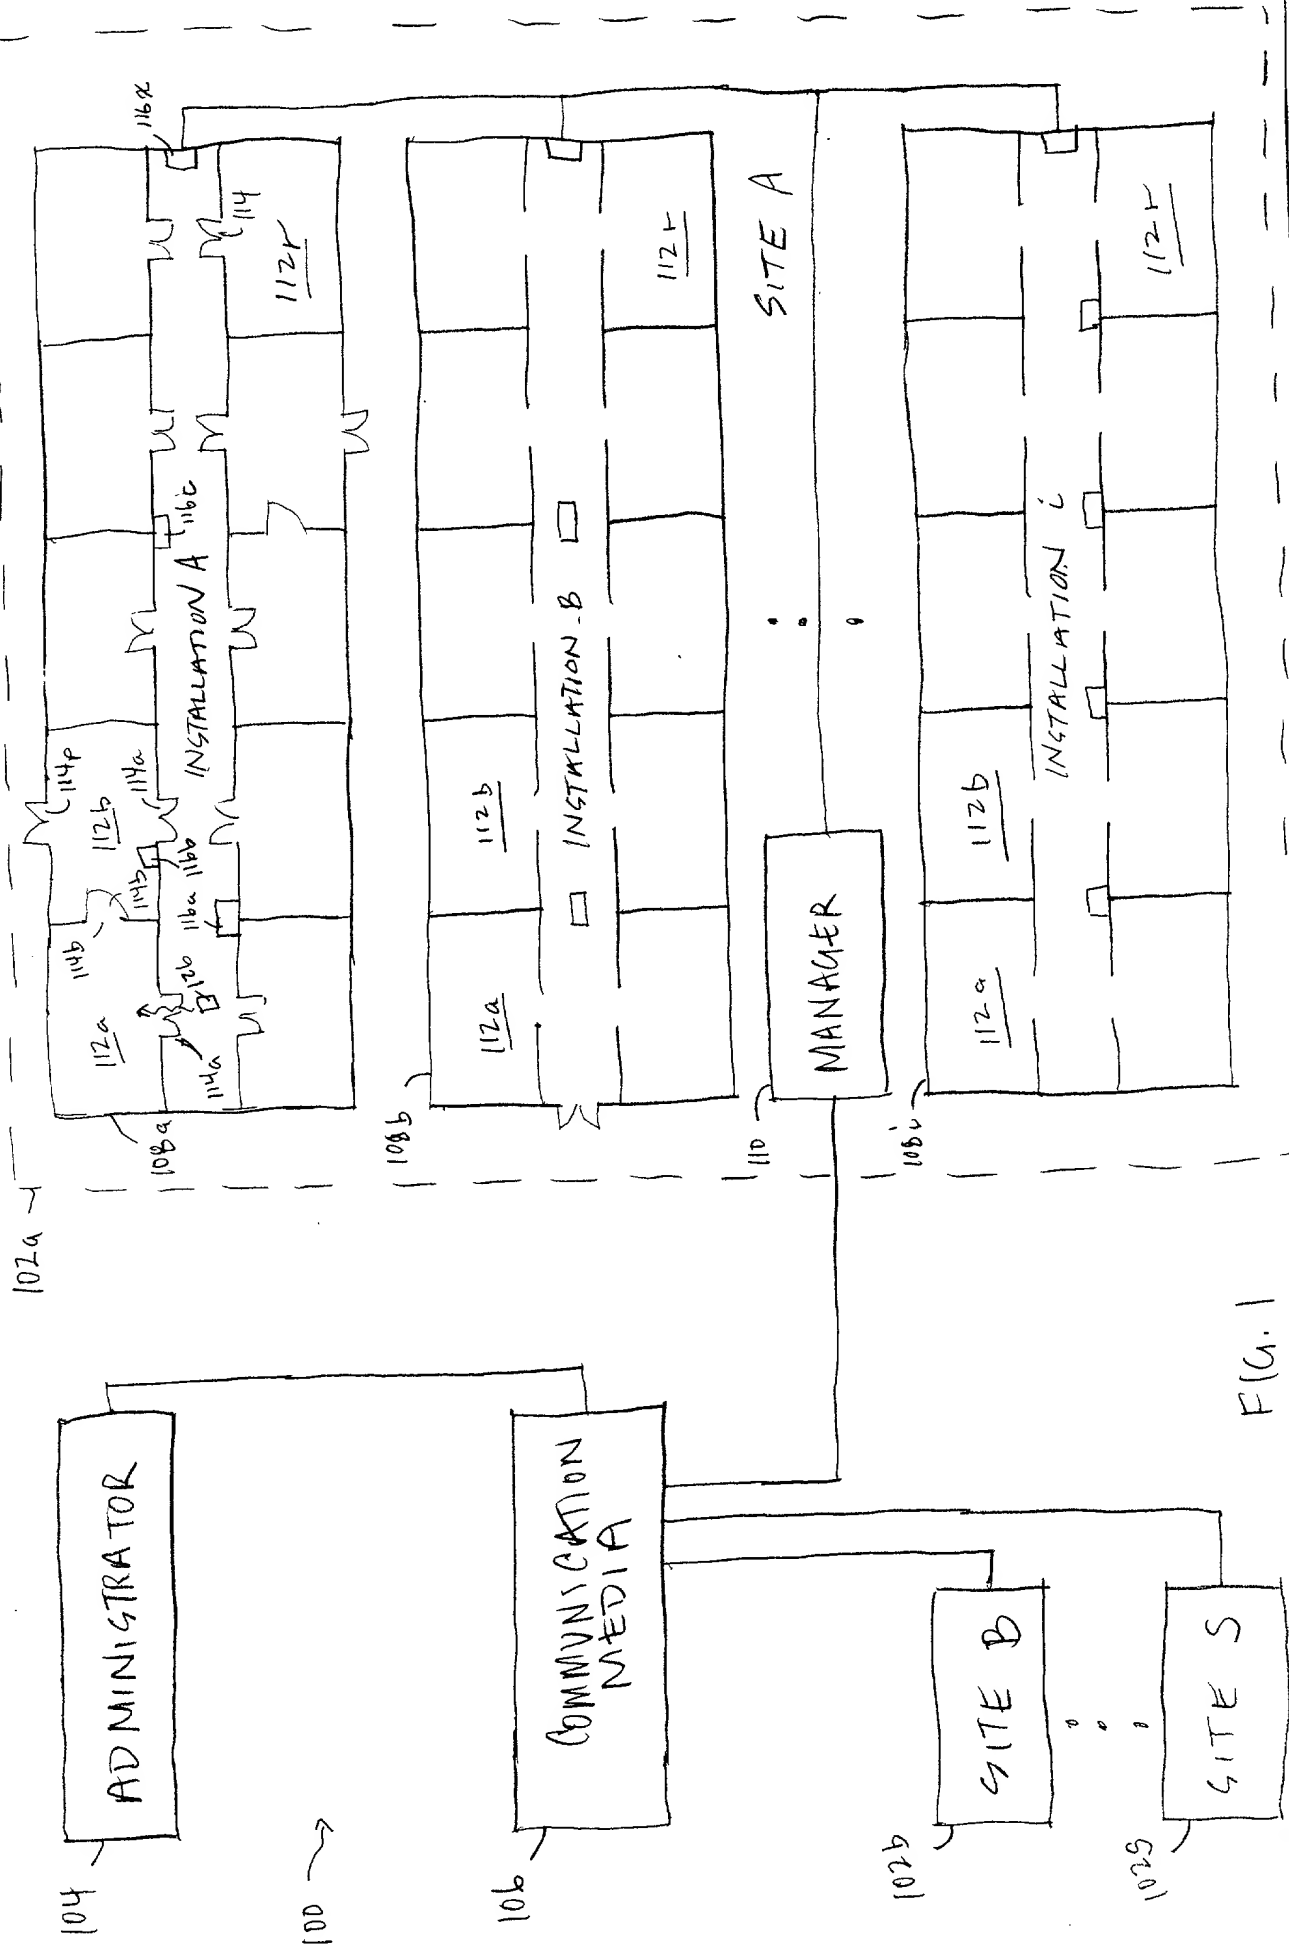 104
ADMINISTRATOR
100
106
COMMUNICATION
MEDIA
102b
SITE B
102s
SITE S
FIG. 1
102a
108a
112a
114b
112b
114p
114a
114b
116b
116a
126
114a
INSTALLATION A
116c
116x
114
112r
108b
112a
112b
INSTALLATION B
112r
SITE A
110
MANAGER
108i
112a
112b
INSTALLATION i
112r